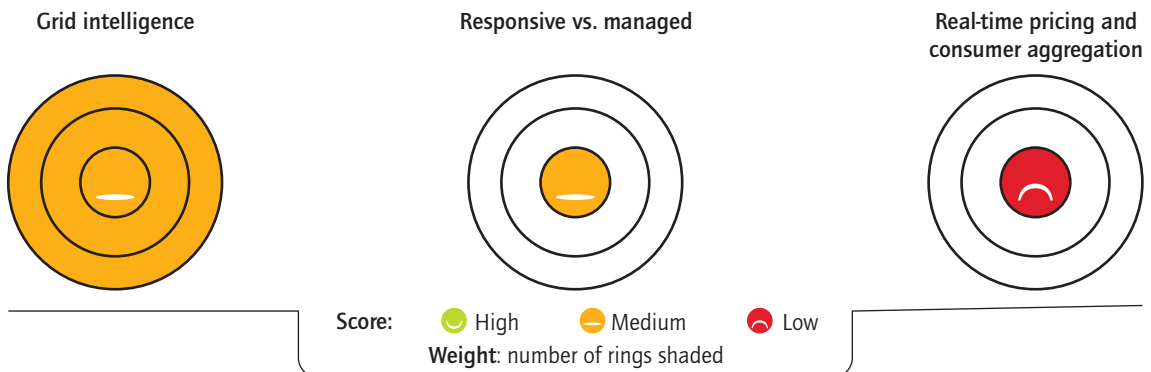 Grid intelligence
Responsive vs. managed
Real-time pricing and
consumer aggregation
Score: High Medium Low
Weight: number of rings shaded